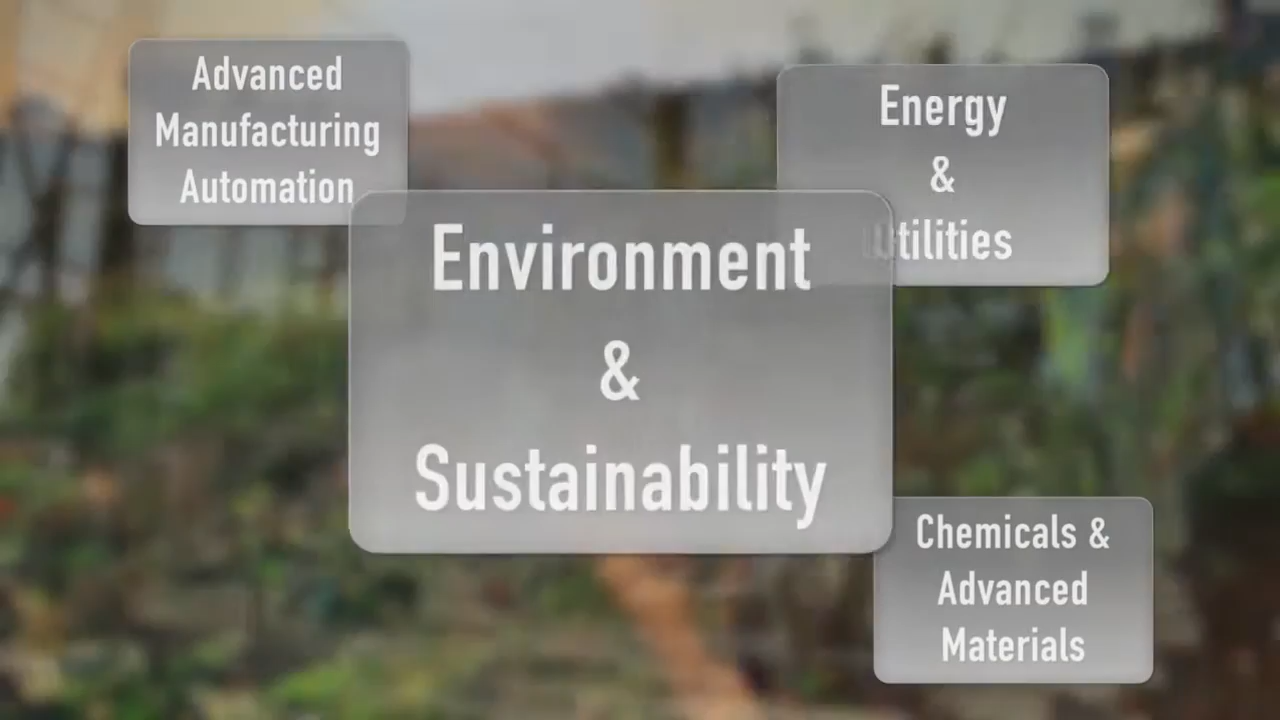 Advanced
Manufacturing
Automation
Energy
&
Utilities
Environment
&
Sustainability
Chemicals &
Advanced
Materials